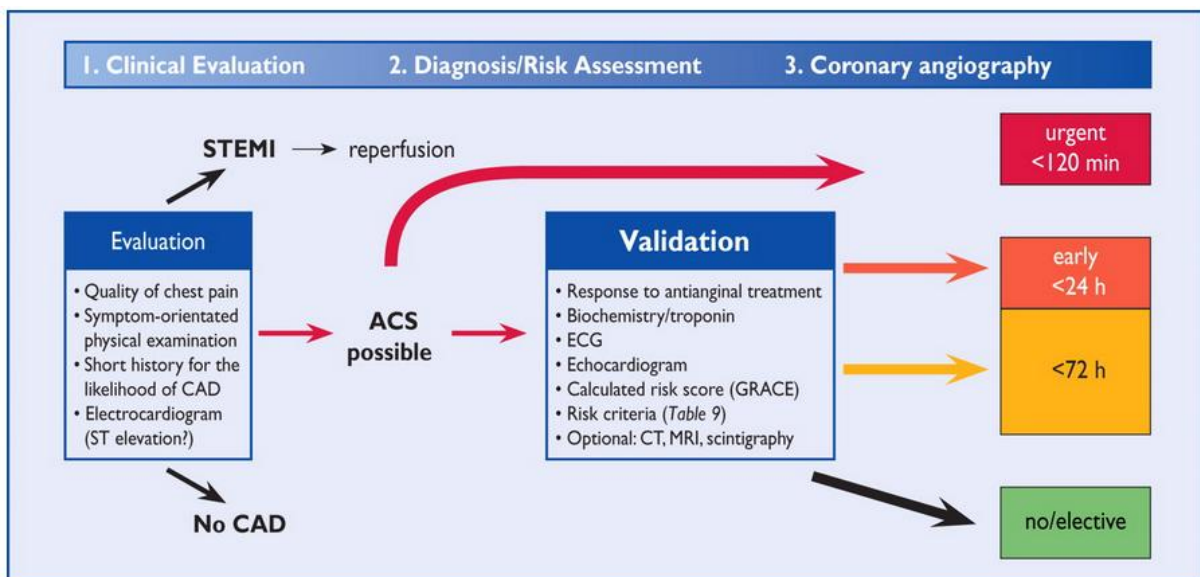 1. Clinical Evaluation
2. Diagnosis/Risk Assessment
3. Coronary angiography
STEMI
reperfusion
urgent
<120 min
Evaluation
• Quality of chest pain
• Symptom-orientated
physical examination
• Short history for the
likelihood of CAD
• Electrocardiogram
(ST elevation?)
ACS
possible
Validation
• Response to antianginal treatment
• Biochemistry/troponin
• ECG
• Echocardiogram
• Calculated risk score (GRACE)
• Risk criteria (Table 9)
• Optional: CT, MRI, scintigraphy
early
<24 h
<72 h
No CAD
no/elective